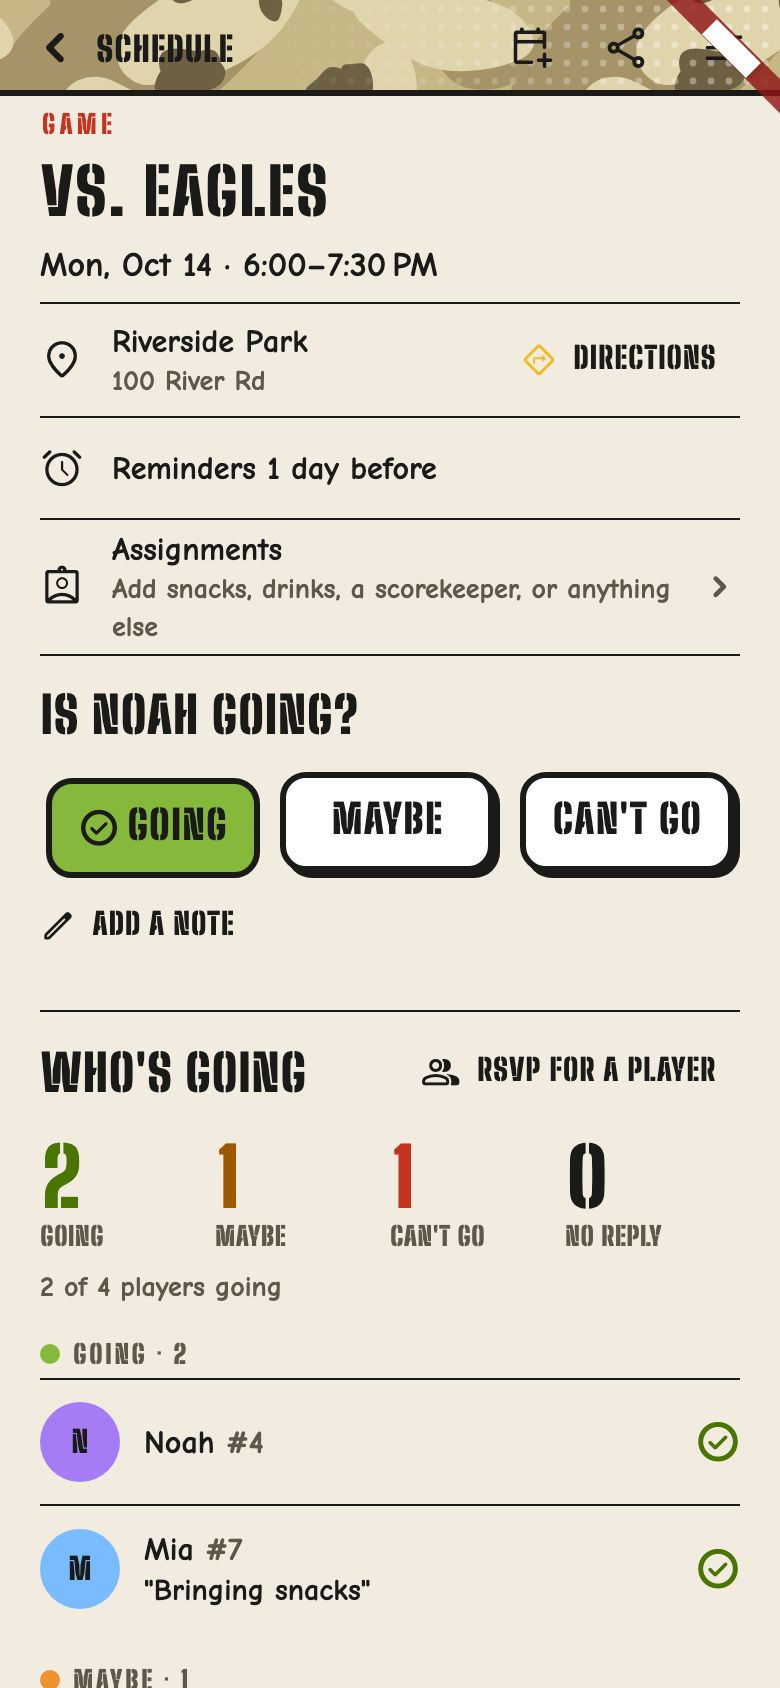 SCHEDULE
GAME
VS. EAGLES
Mon, Oct 14 · 6:00–7:30 PM
Riverside Park
100 River Rd
DIRECTIONS
Reminders 1 day before
Assignments
Add snacks, drinks, a scorekeeper, or anything
else
IS NOAH GOING?
GOING
MAYBE
CAN'T GO
ADD A NOTE
WHO'S GOING
RSVP FOR A PLAYER
2
1
1
0
GOING
MAYBE
CAN'T GO
NO REPLY
2 of 4 players going
GOING · 2
N
Noah #4
M
Mia #7
"Bringing snacks"
MAYBE · 1